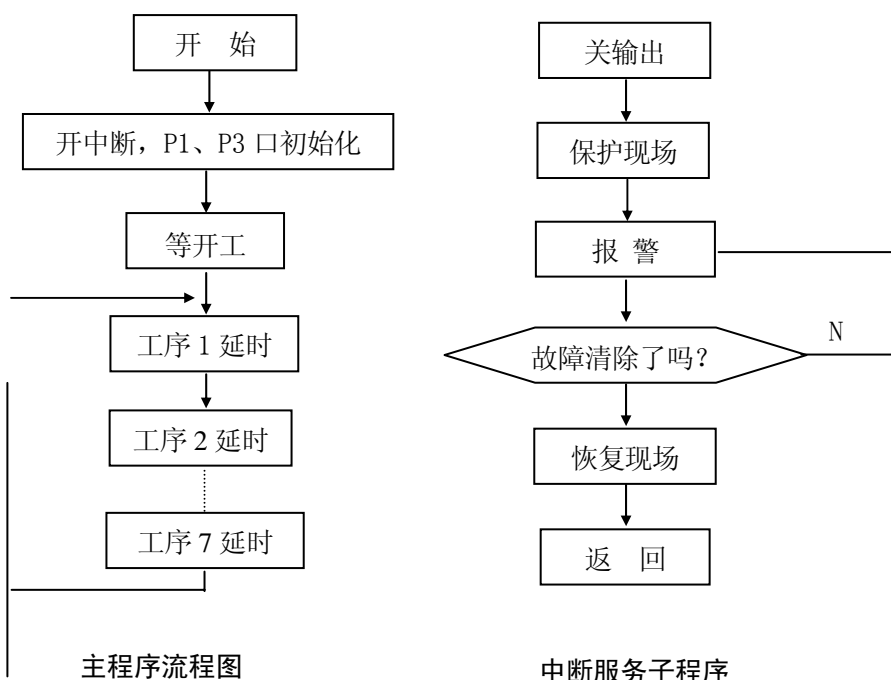 开 始
开中断，P1、P3 口初始化
等开工
工序 1 延时
工序 2 延时
工序 7 延时
主程序流程图
关输出
保护现场
报 警
故障清除了吗？
N
恢复现场
返 回
中断服务子程序